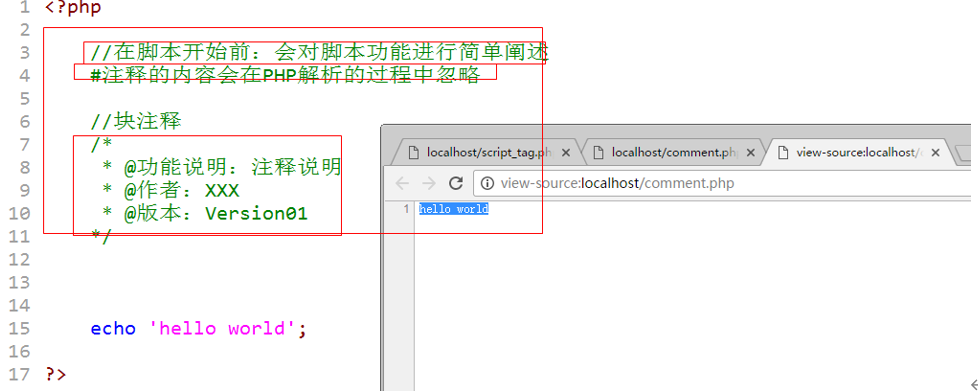 1 <?php
2
3 //在脚本开始前：会对脚本功能进行简单阐述
4 #注释的内容会在PHP解析的过程中忽略
5
6 //块注释
7 /*
8 * @功能说明：注释说明
9 * @作者：XXX
10 * @版本：Version01
11 */
12
13
14
15 echo 'hello world';
16
17 ?>
localhost/script_tag.ph
localhost/comment.php
view-source:localhost/
view-source:localhost/comment.php
1 hello world